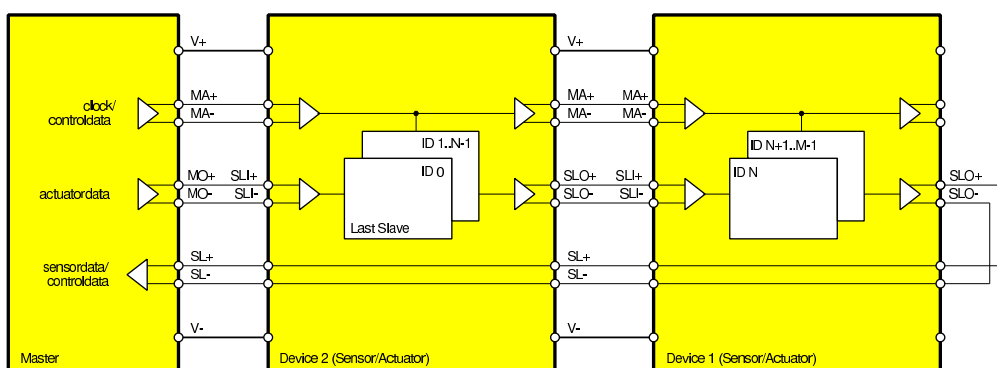 V+
V+
MA+
MA+
MA+
clock/
controldata
MA-
MA-
MA-
ID 1..N-1
ID N+1..M-1
MO+
SLI+
ID 0
SLO+
SLI+
ID N
SLO+
actuatordata
MO-
SLI-
SLO-
SLI-
SLO-
Last Slave
SL+
SL+
sensordata/
controldata
SL-
SL-
V-
V-
Master
Device 2 (Sensor/Actuator)
Device 1 (Sensor/Actuator)